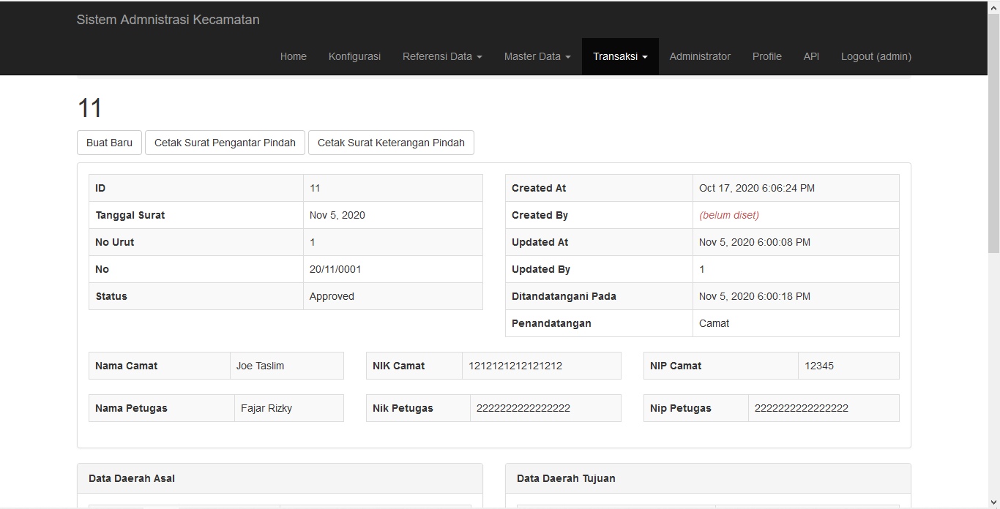 Sistem Admnistrasi Kecamatan
Home Konfigurasi Referensi Data Master Data Transaksi Administrator Profile API Logout (admin)
11
Buat Baru Cetak Surat Pengantar Pindah Cetak Surat Keterangan Pindah
ID 11 Created At Oct 17, 2020 6:06:24 PM
Tanggal Surat Nov 5, 2020 Created By (belum diset)
No Urut 1 Updated At Nov 5, 2020 6:00:08 PM
No 20/11/0001 Updated By 1
Status Approved Ditandatangani Pada Nov 5, 2020 6:00:18 PM
Penandatangan Camat
Nama Camat Joe Taslim NIK Camat 1212121212121212 NIP Camat 12345
Nama Petugas Fajar Rizky Nik Petugas 2222222222222222 Nip Petugas 2222222222222222
Data Daerah Asal Data Daerah Tujuan